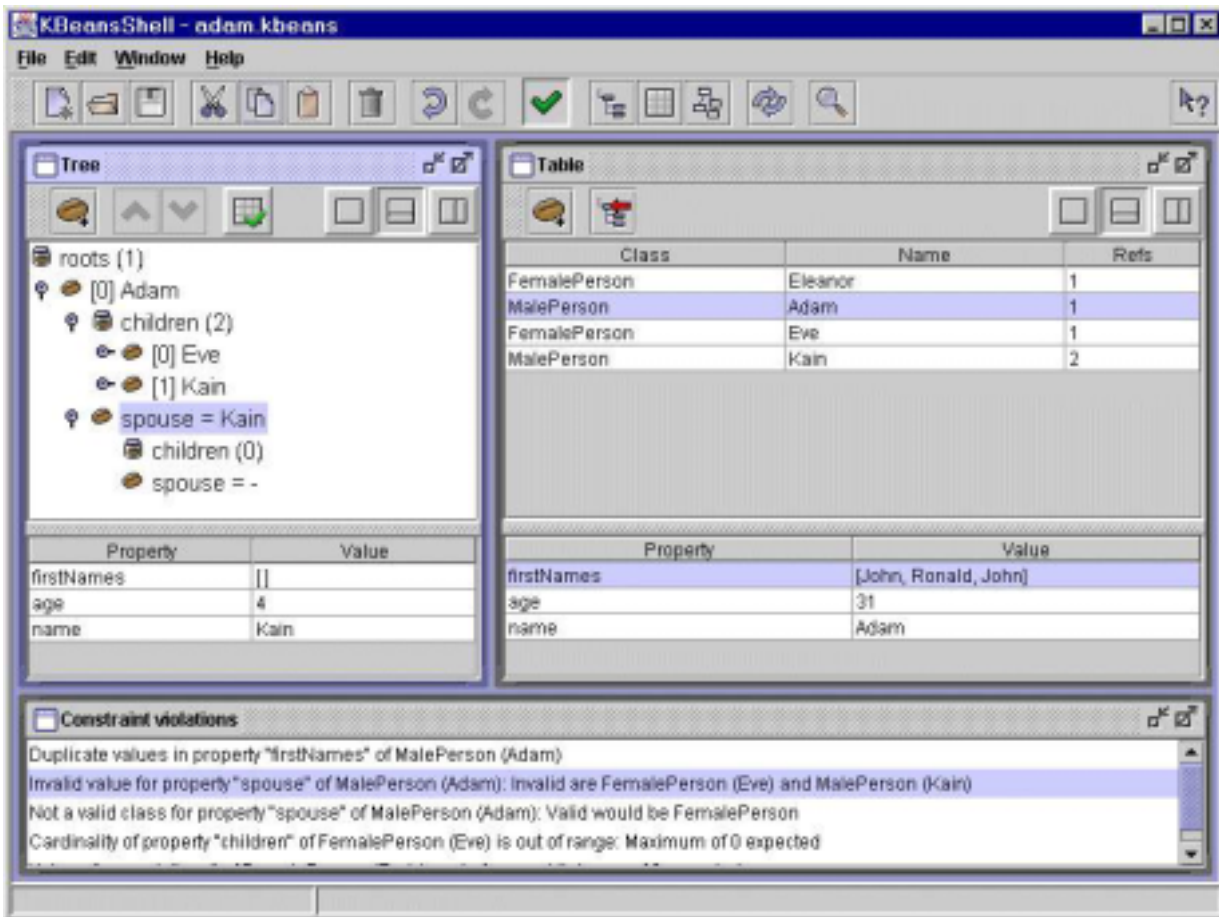 KBeansShell - adam.kbeans
File Edit Window Help
Tree
roots (1)
[0] Adam
children (2)
[0] Eve
[1] Kain
spouse = Kain
children (0)
spouse = -
Property Value
firstNames []
age 4
name Kain
Table
Class Name Refs
FemalePerson Eleanor 1
MalePerson Adam 1
FemalePerson Eve 1
MalePerson Kain 2
Property Value
firstNames [John, Ronald, John]
age 31
name Adam
Constraint violations
Duplicate values in property "firstNames" of MalePerson (Adam)
Invalid value for property "spouse" of MalePerson (Adam): Invalid are FemalePerson (Eve) and MalePerson (Kain)
Not a valid class for property "spouse" of MalePerson (Adam): Valid would be FemalePerson
Cardinality of property "children" of FemalePerson (Eve) is out of range: Maximum of 0 expected